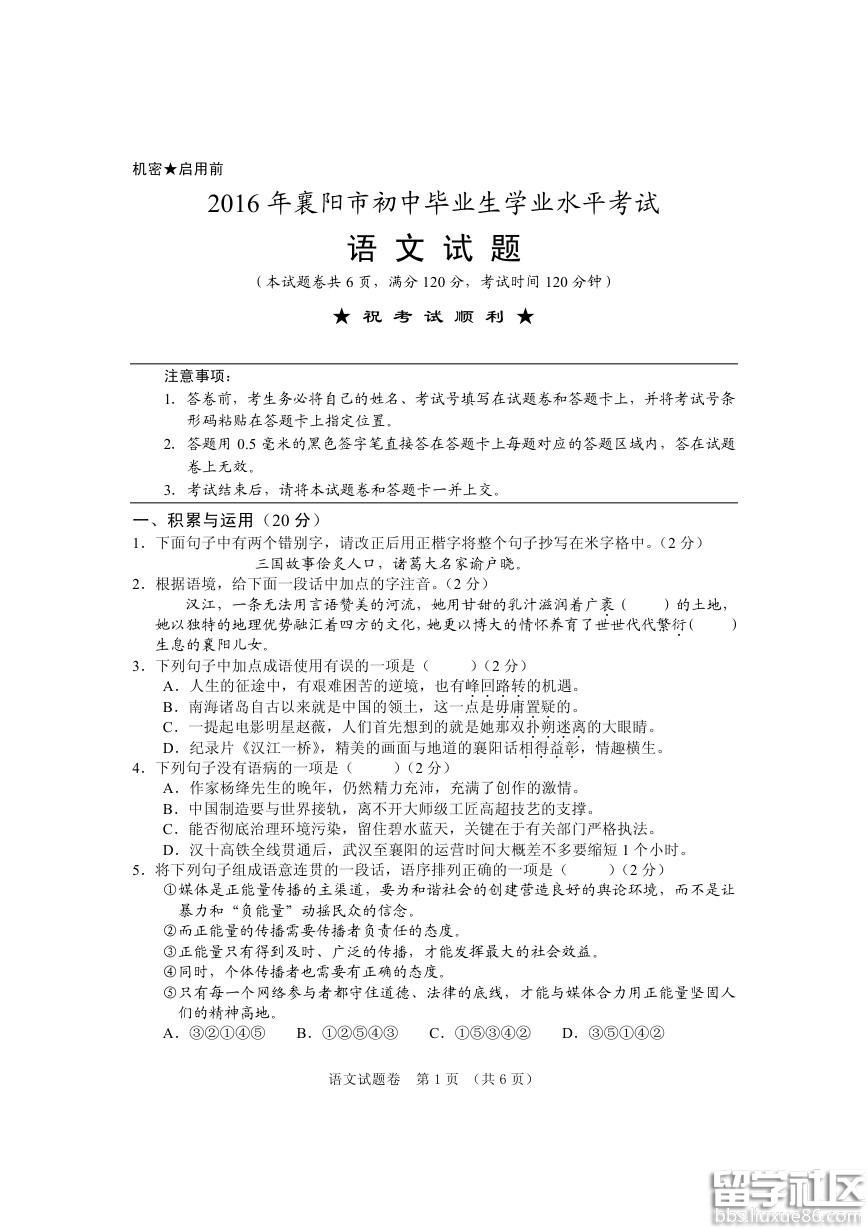 机密★启用前
2016 年襄阳市初中毕业生学业水平考试
语 文 试 题
（本试题卷共 6 页，满分 120 分，考试时间 120 分钟）
★ 祝 考 试 顺 利 ★
注意事项：
1．答卷前，考生务必将自己的姓名、考试号填写在试题卷和答题卡上，并将考试号条
形码粘贴在答题卡上指定位置。
2．答题用 0.5 毫米的黑色签字笔直接答在答题卡上每题对应的答题区域内，答在试题
卷上无效。
3．考试结束后，请将本试题卷和答题卡一并上交。
一、积累与运用（20 分）
1．下面句子中有两个错别字，请改正后用正楷字将整个句子抄写在米字格中。（2 分）
三国故事侩炙人口，诸葛大名家谕户晓。
2．根据语境，给下面一段话中加点的字注音。（2 分）
汉江，一条无法用言语赞美的河流，她用甘甜的乳汁滋润着广袤（　　）的土地，
她以独特的地理优势融汇着四方的文化，她更以博大的情怀养育了世世代代繁衍（　　）
生息的襄阳儿女。
3．下列句子中加点成语使用有误的一项是（　　）（2 分）
A．人生的征途中，有艰难困苦的逆境，也有峰回路转的机遇。
B．南海诸岛自古以来就是中国的领土，这一点是毋庸置疑的。
C．一提起电影明星赵薇，人们首先想到的就是她那双扑朔迷离的大眼睛。
D．纪录片《汉江一桥》，精美的画面与地道的襄阳话相得益彰，情趣横生。
4．下列句子没有语病的一项是（　　）（2 分）
A．作家杨绛先生的晚年，仍然精力充沛，充满了创作的激情。
B．中国制造要与世界接轨，离不开大师级工匠高超技艺的支撑。
C．能否彻底治理环境污染，留住碧水蓝天，关键在于有关部门严格执法。
D．汉十高铁全线贯通后，武汉至襄阳的运营时间大概差不多要缩短 1 个小时。
5．将下列句子组成语意连贯的一段话，语序排列正确的一项是（　　）（2 分）
①媒体是正能量传播的主渠道，要为和谐社会的创建营造良好的舆论环境，而不是让
暴力和“负能量”动摇民众的信念。
②而正能量的传播需要传播者负责任的态度。
③正能量只有得到及时、广泛的传播，才能发挥最大的社会效益。
④同时，个体传播者也需要有正确的态度。
⑤只有每一个网络参与者都守住道德、法律的底线，才能与媒体合力用正能量坚固人
们的精神高地。
A．③②①④⑤　　B．①②⑤④③　　C．①⑤③④②　　D．③⑤①④②
语文试题卷　第 1 页 （共 6 页）
留学社区
bbs.liuxue86.com